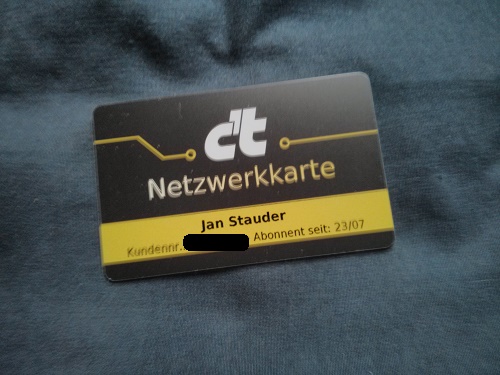 c't
Netzwerkkarte
Jan Stauder
Kundennr. Abonnent seit: 23/07